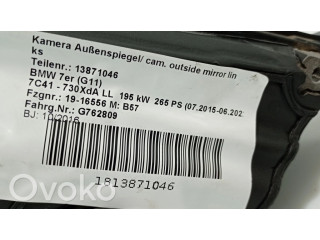 Kamera Außenspiegel/ cam. outside mirror lin
ks
Teilenr.: 13871046
BMW 7er (G11)
7C41 - 730XdA LL 195 kW 265 PS (07.2015-06.202
Fzgnr.: 19-16556 M: B57
Fahrg.Nr.: G762809
BJ: 10/2016
1813871046
Ovoko